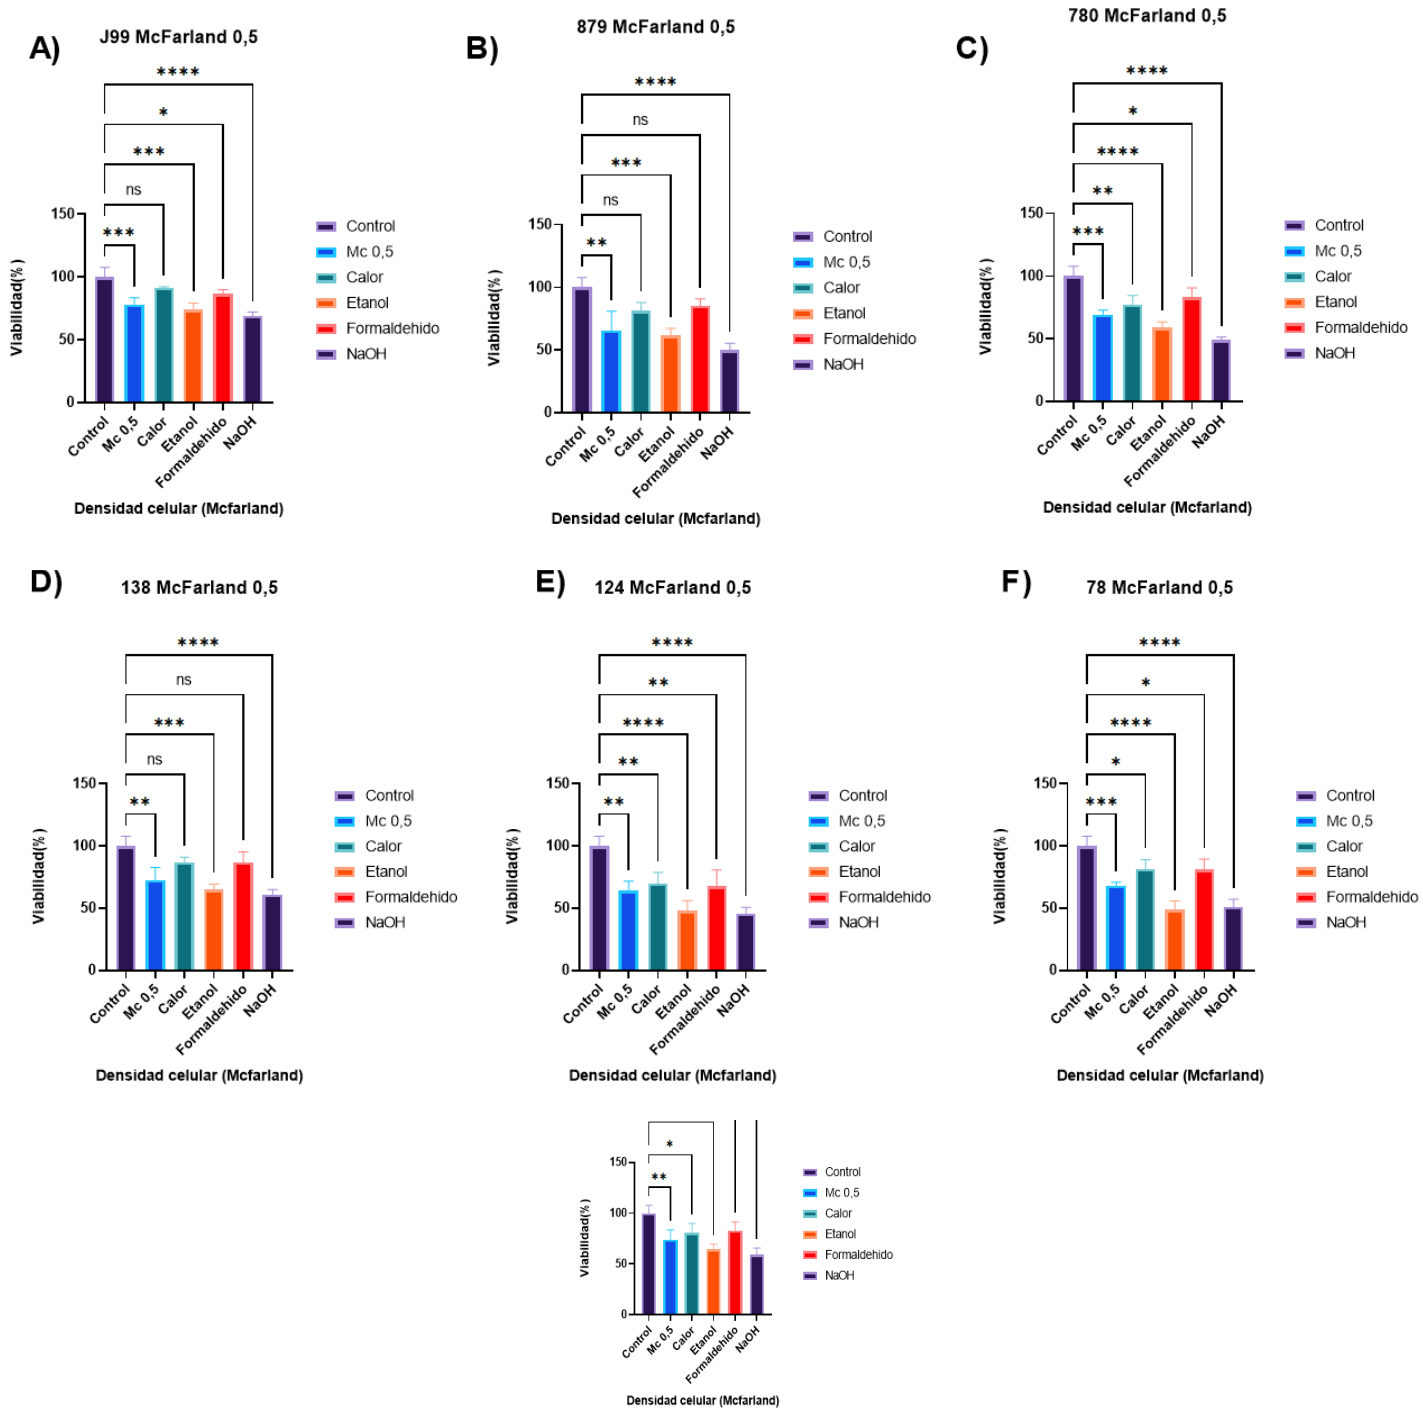 A)
J99 McFarland 0,5
****
*
***
ns
***
150
100
50
0
Viabilidad(%)
Control
Mc 0,5
Calor
Etanol
Formaldehido
NaOH
Control
Mc 0,5
Calor
Etanol
Formaldehido
NaOH
Densidad celular (Mcfarland)
B)
879 McFarland 0,5
****
ns
***
ns
**
150
100
50
0
Viabilidad(%)
Control
Mc 0,5
Calor
Etanol
Formaldehido
NaOH
Control
Mc 0,5
Calor
Etanol
Formaldehido
NaOH
Densidad celular (Mcfarland)
C)
780 McFarland 0,5
****
*
****
**
***
150
100
50
0
Viabilidad(%)
Control
Mc 0,5
Calor
Etanol
Formaldehido
NaOH
Control
Mc 0,5
Calor
Etanol
Formaldehido
NaOH
Densidad celular (Mcfarland)
D)
138 McFarland 0,5
****
ns
***
ns
**
150
100
50
0
Viabilidad(%)
Control
Mc 0,5
Calor
Etanol
Formaldehido
NaOH
Control
Mc 0,5
Calor
Etanol
Formaldehido
NaOH
Densidad celular (Mcfarland)
E)
124 McFarland 0,5
****
**
****
**
**
150
100
50
0
Viabilidad(%)
Control
Mc 0,5
Calor
Etanol
Formaldehido
NaOH
Control
Mc 0,5
Calor
Etanol
Formaldehido
NaOH
Densidad celular (Mcfarland)
F)
78 McFarland 0,5
****
*
****
*
***
150
100
50
0
Viabilidad(%)
Control
Mc 0,5
Calor
Etanol
Formaldehido
NaOH
Control
Mc 0,5
Calor
Etanol
Formaldehido
NaOH
Densidad celular (Mcfarland)
*
**
150
100
50
0
Viabilidad(%)
Control
Mc 0,5
Calor
Etanol
Formaldehido
NaOH
Control
Mc 0,5
Calor
Etanol
Formaldehido
NaOH
Densidad celular (Mcfarland)